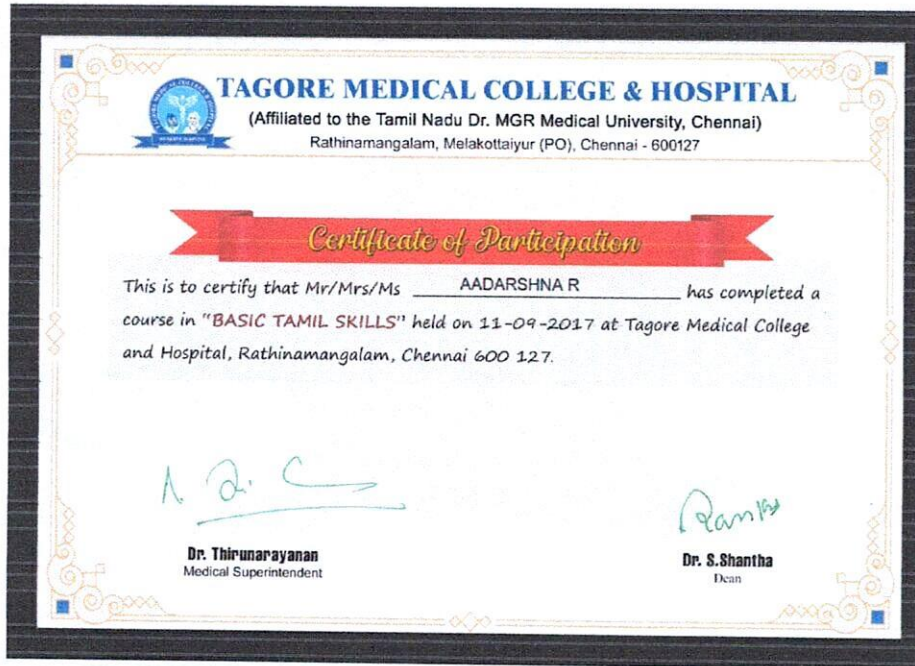 TAGORE MEDICAL COLLEGE & HOSPITAL
(Affiliated to the Tamil Nadu Dr. MGR Medical University, Chennai)
Rathinamangalam, Melakottaiyur (PO), Chennai - 600127
Certificate of Participation
This is to certify that Mr/Mrs/Ms AADARSHNA R has completed a
course in "BASIC TAMIL SKILLS" held on 11-09-2017 at Tagore Medical College
and Hospital, Rathinamangalam, Chennai 600 127.
Dr. Thirunarayanan
Medical Superintendent
Dr. S.Shantha
Dean